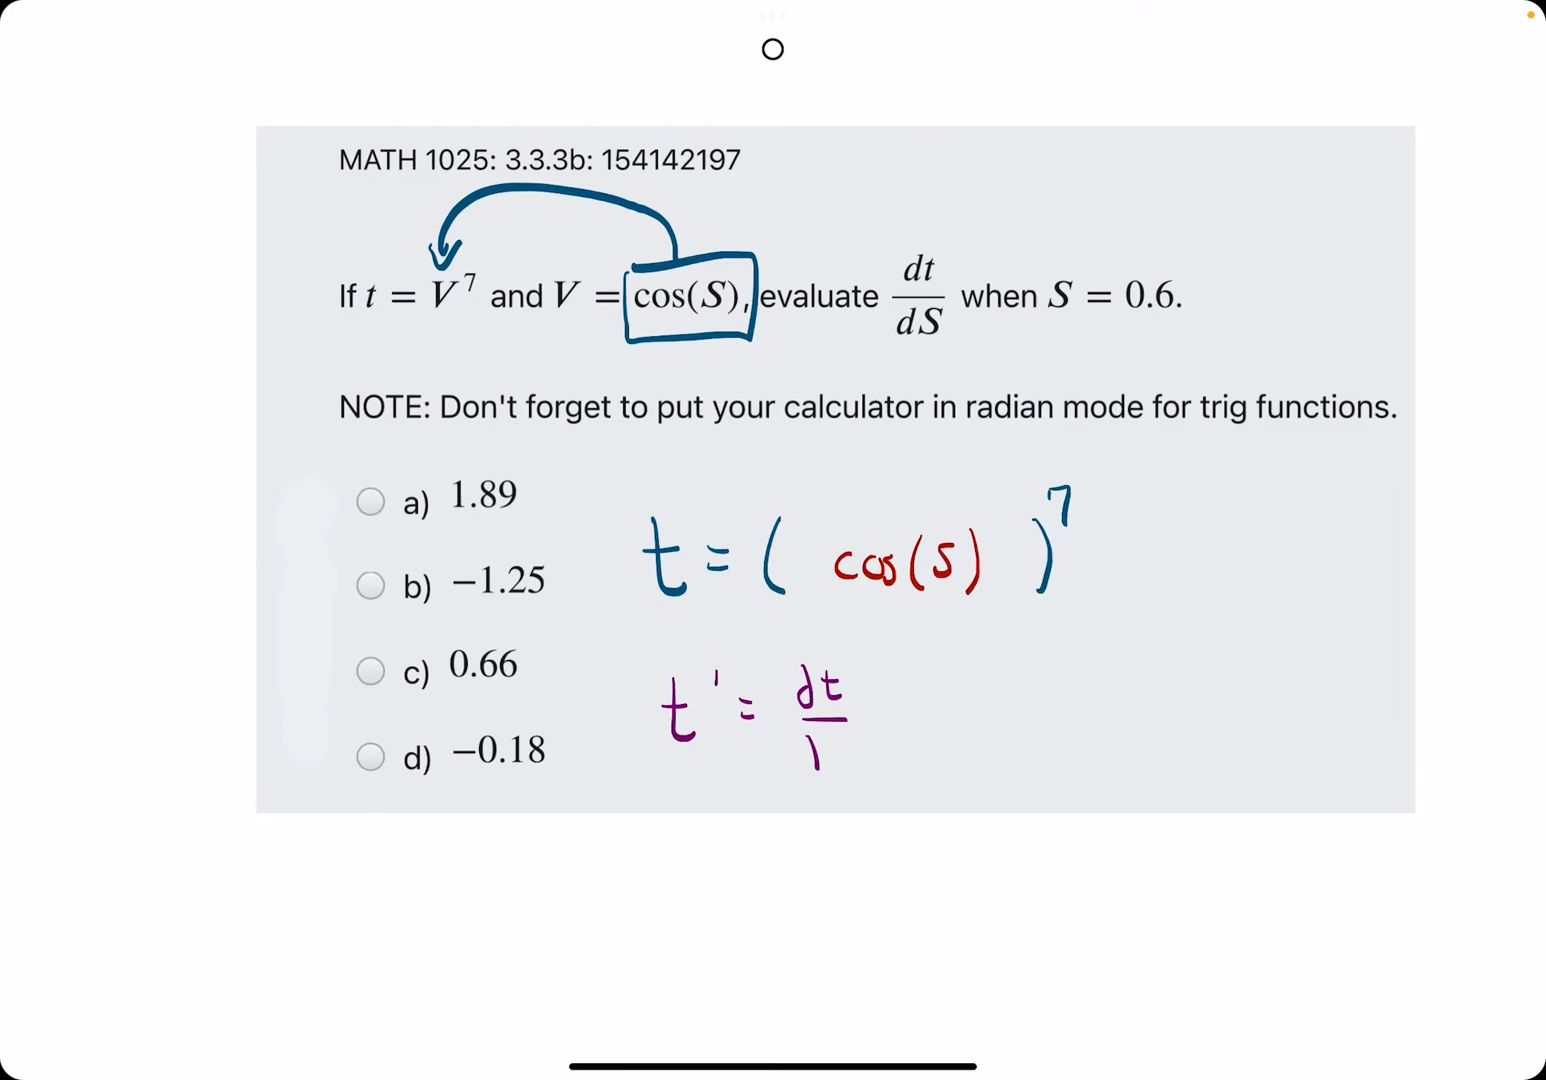 MATH 1025: 3.3.3b: 154142197
If t = V⁷ and V = cos(S), evaluate dt/dS when S = 0.6.
NOTE: Don't forget to put your calculator in radian mode for trig functions.
a) 1.89
b) −1.25
c) 0.66
d) −0.18
t = ( cos(s) )⁷
t' = dt